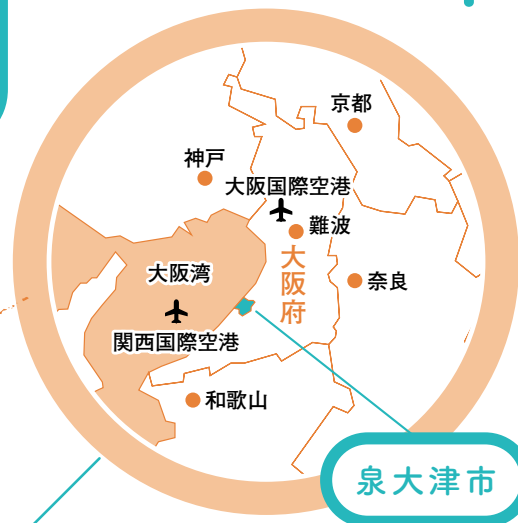 京都
神戸
大阪国際空港
難波
大阪府
大阪湾
奈良
関西国際空港
和歌山
泉大津市